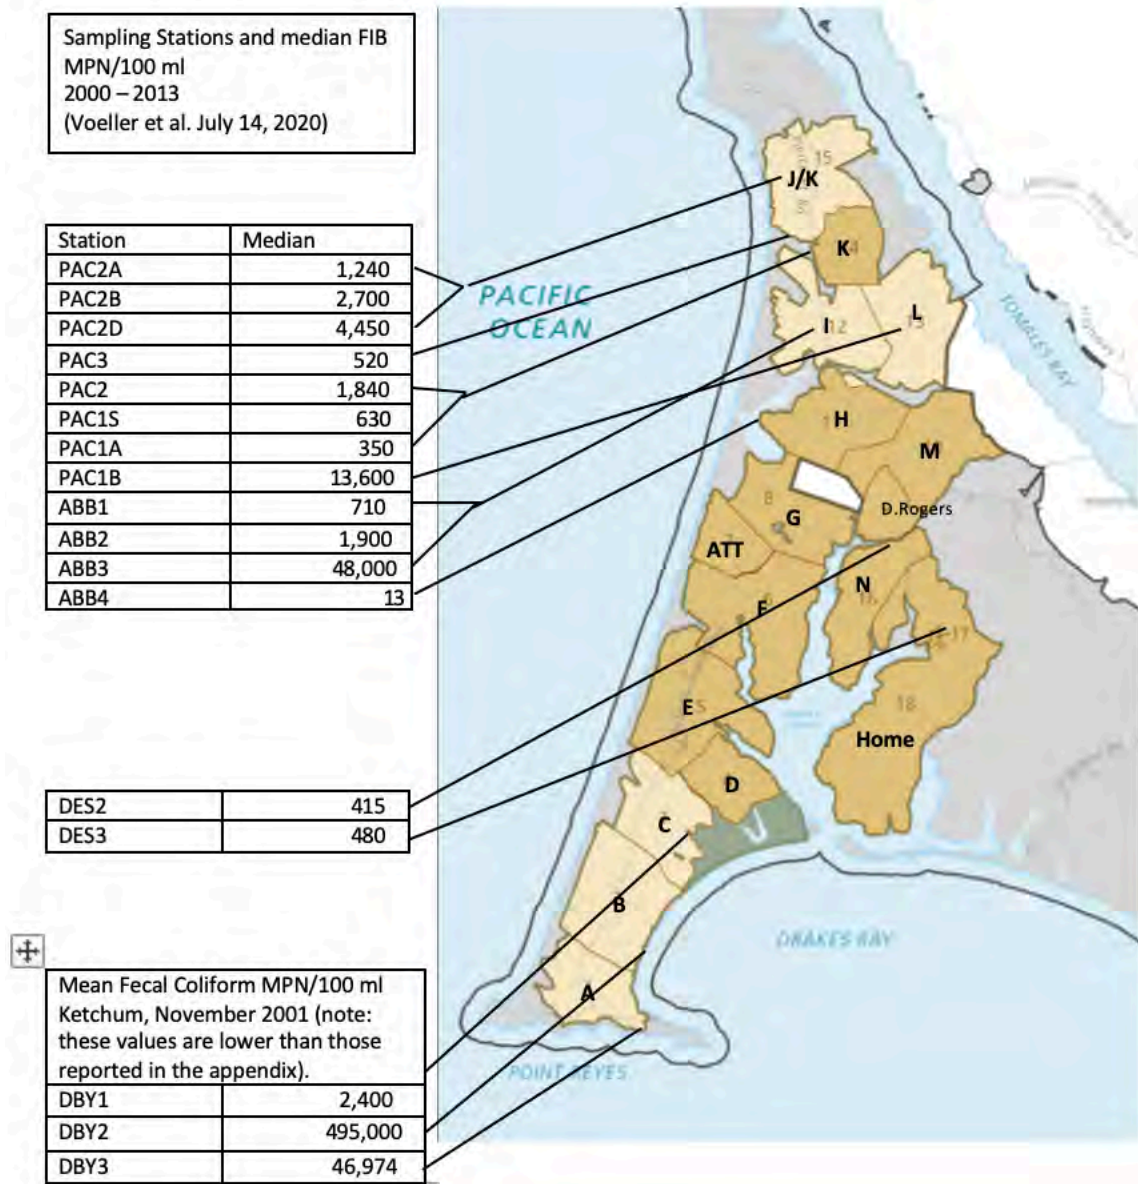 Sampling Stations and median FIB
MPN/100 ml
2000 – 2013
(Voeller et al. July 14, 2020)
Station Median
PAC2A 1,240
PAC2B 2,700
PAC2D 4,450
PAC3 520
PAC2 1,840
PAC1S 630
PAC1A 350
PAC1B 13,600
ABB1 710
ABB2 1,900
ABB3 48,000
ABB4 13
DES2 415
DES3 480
Mean Fecal Coliform MPN/100 ml
Ketchum, November 2001 (note:
these values are lower than those
reported in the appendix).
DBY1 2,400
DBY2 495,000
DBY3 46,974
PACIFIC
OCEAN
TOMALES BAY
DRAKES BAY
POINT REYES
15
J/K
K
I 12
L
H
M
8
G
D.Rogers
ATT
N
F
17
E
18
Home
D
C
B
A